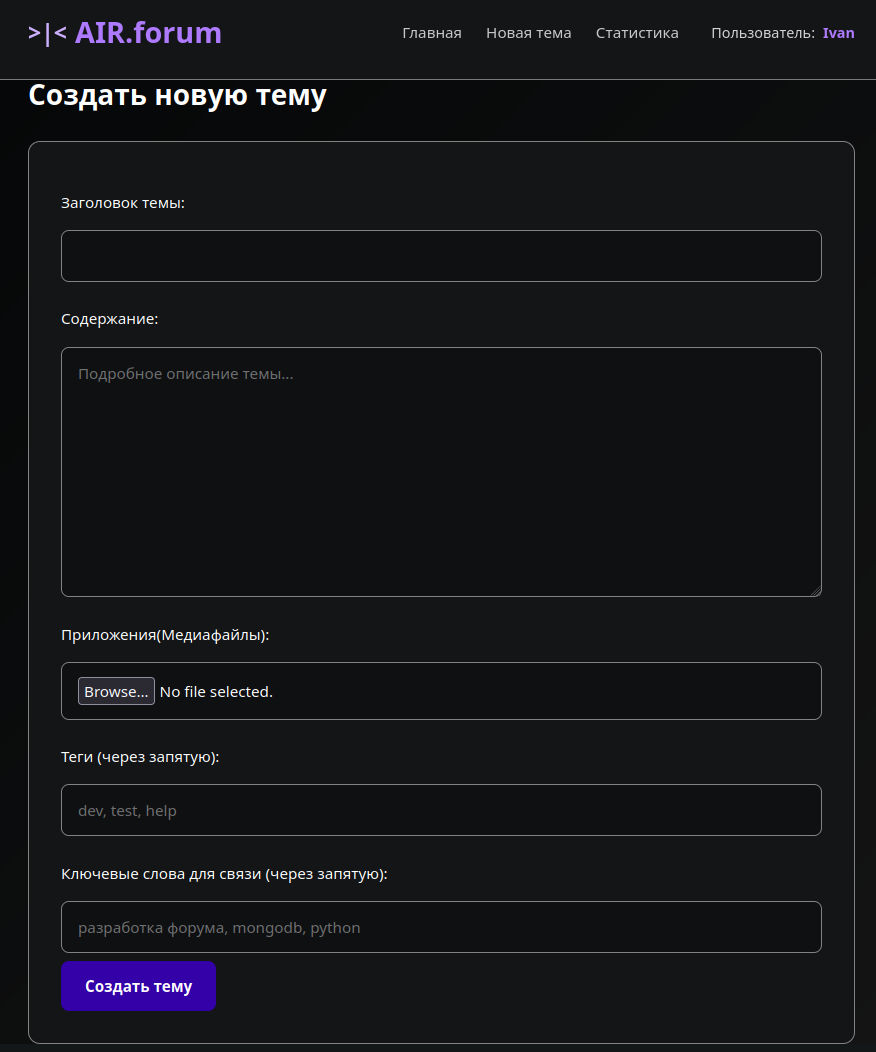 >|< AIR.forum
Главная Новая тема Статистика Пользователь: Ivan
Создать новую тему
Заголовок темы:
Содержание:
Подробное описание темы...
Приложения(Медиафайлы):
Browse... No file selected.
Теги (через запятую):
dev, test, help
Ключевые слова для связи (через запятую):
разработка форума, mongodb, python
Создать тему